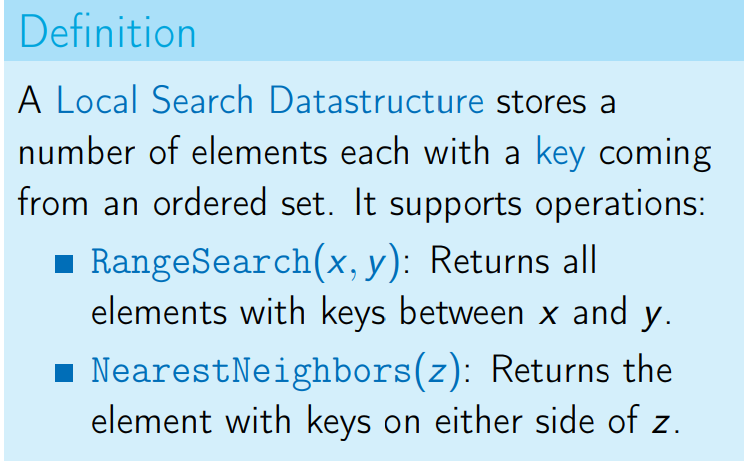 Definition
A Local Search Datastructure stores a
number of elements each with a key coming
from an ordered set. It supports operations:
RangeSearch(x, y): Returns all
elements with keys between x and y.
NearestNeighbors(z): Returns the
element with keys on either side of z.